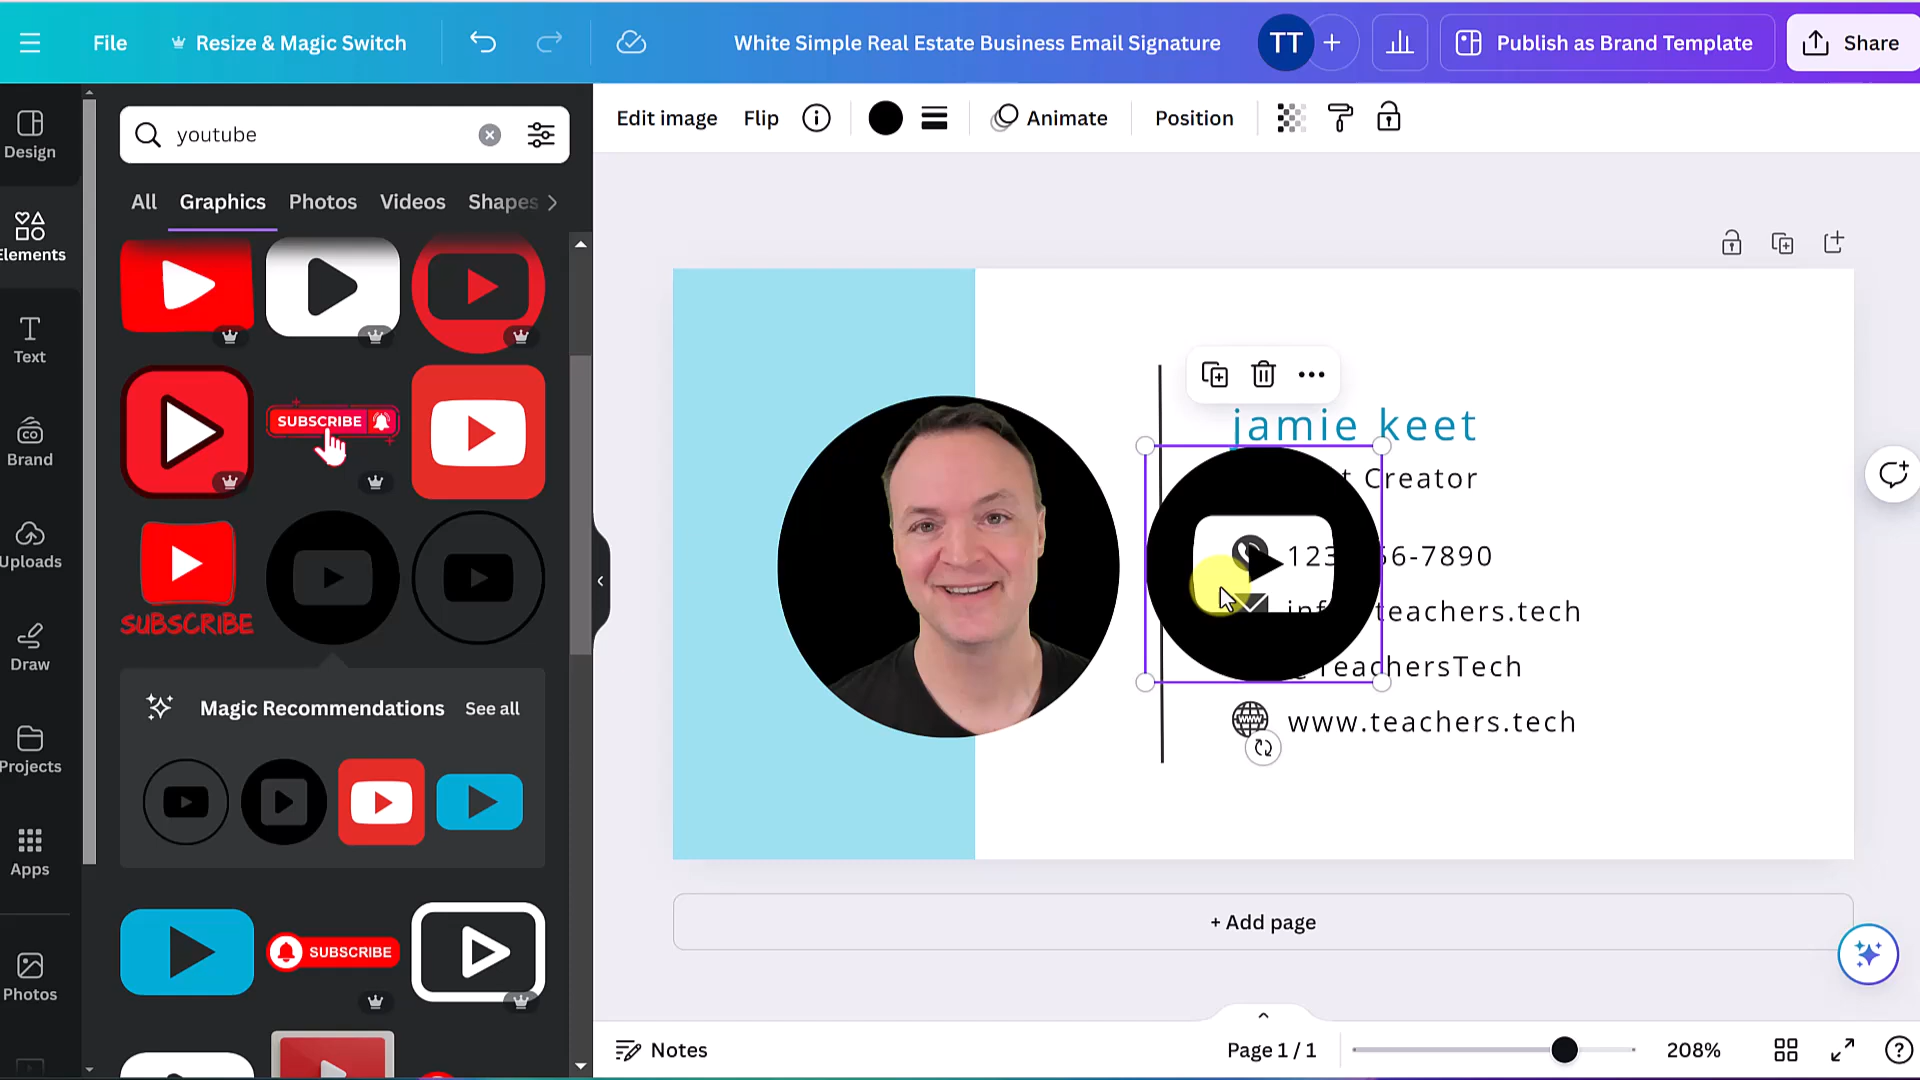 File
Resize & Magic Switch
White Simple Real Estate Business Email Signature
TT
Publish as Brand Template
Share
Design
Elements
Text
Brand
Uploads
Draw
Projects
Apps
Photos
youtube
All
Graphics
Photos
Videos
Shapes
SUBSCRIBE
SUBSCRIBE
Magic Recommendations
See all
SUBSCRIBE
Edit image
Flip
Animate
Position
jamie keet
Creator
teachers.tech
www.teachers.tech
+ Add page
Notes
Page 1 / 1
208%